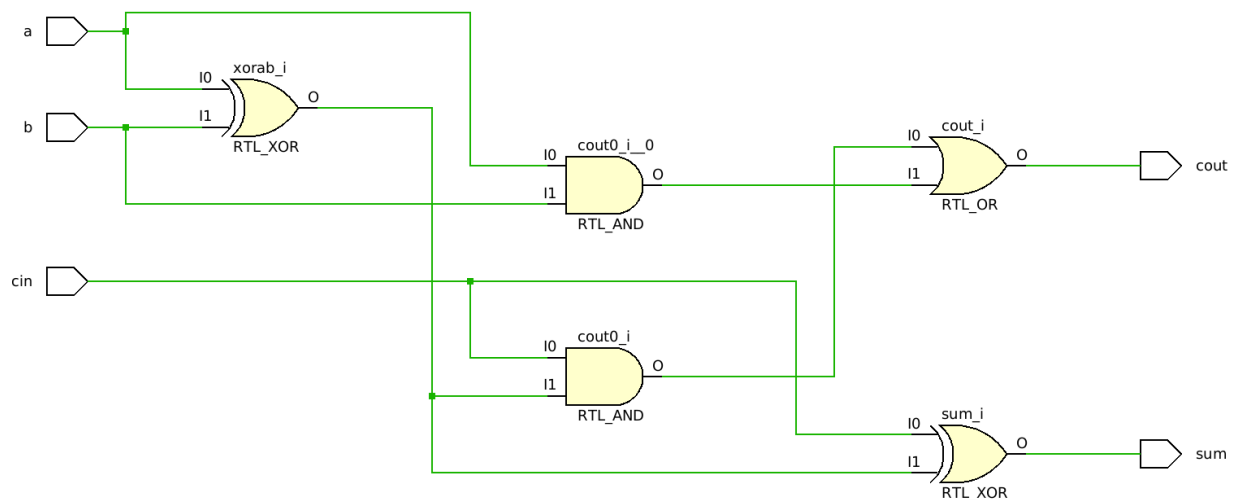 a
I0
xorab_i
O
b
I1
RTL_XOR
I0
cout0_i__0
O
I1
RTL_AND
I0
cout_i
O
cout
I1
RTL_OR
cin
I0
cout0_i
O
I1
RTL_AND
I0
sum_i
O
sum
I1
RTL_XOR